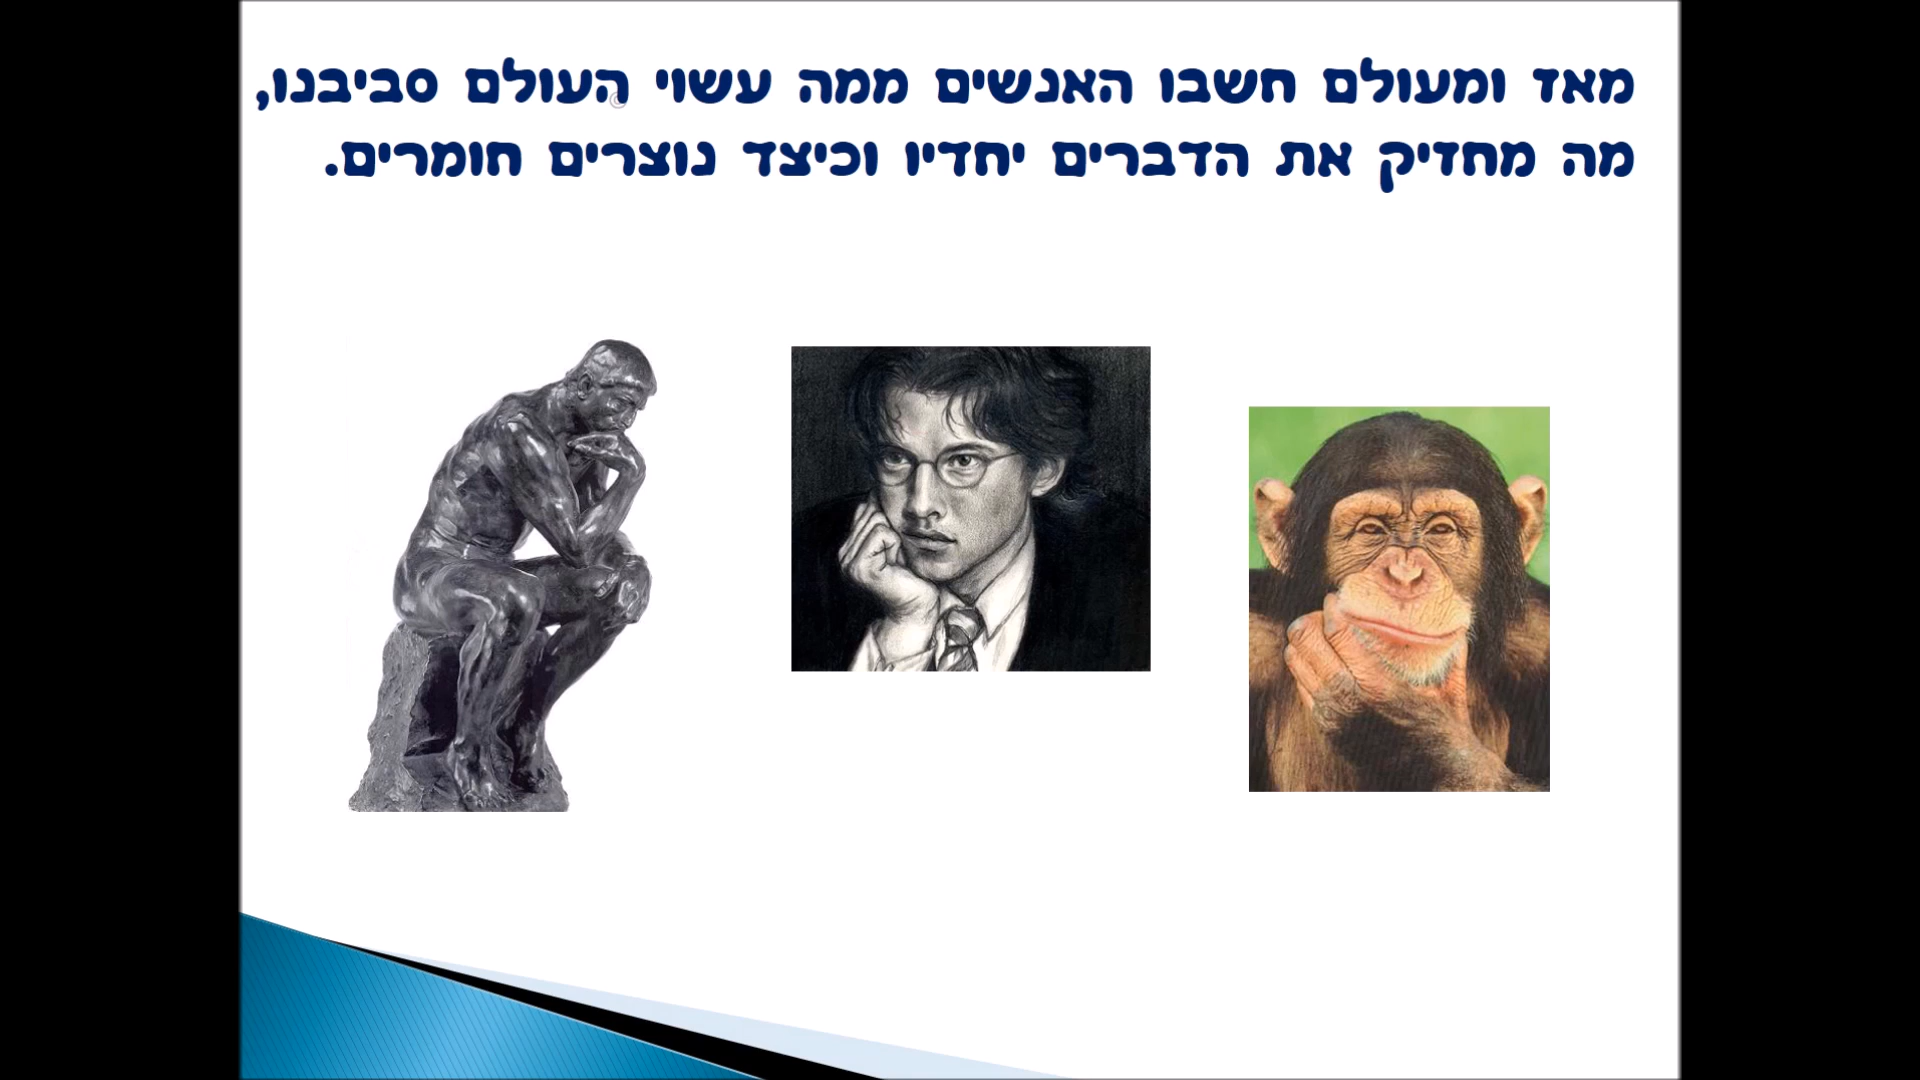 מאז ומעולם חשבו האנשים ממה עשוי העולם סביבנו,
מה מחזיק את הדברים יחדיו וכיצד נוצרים חומרים.